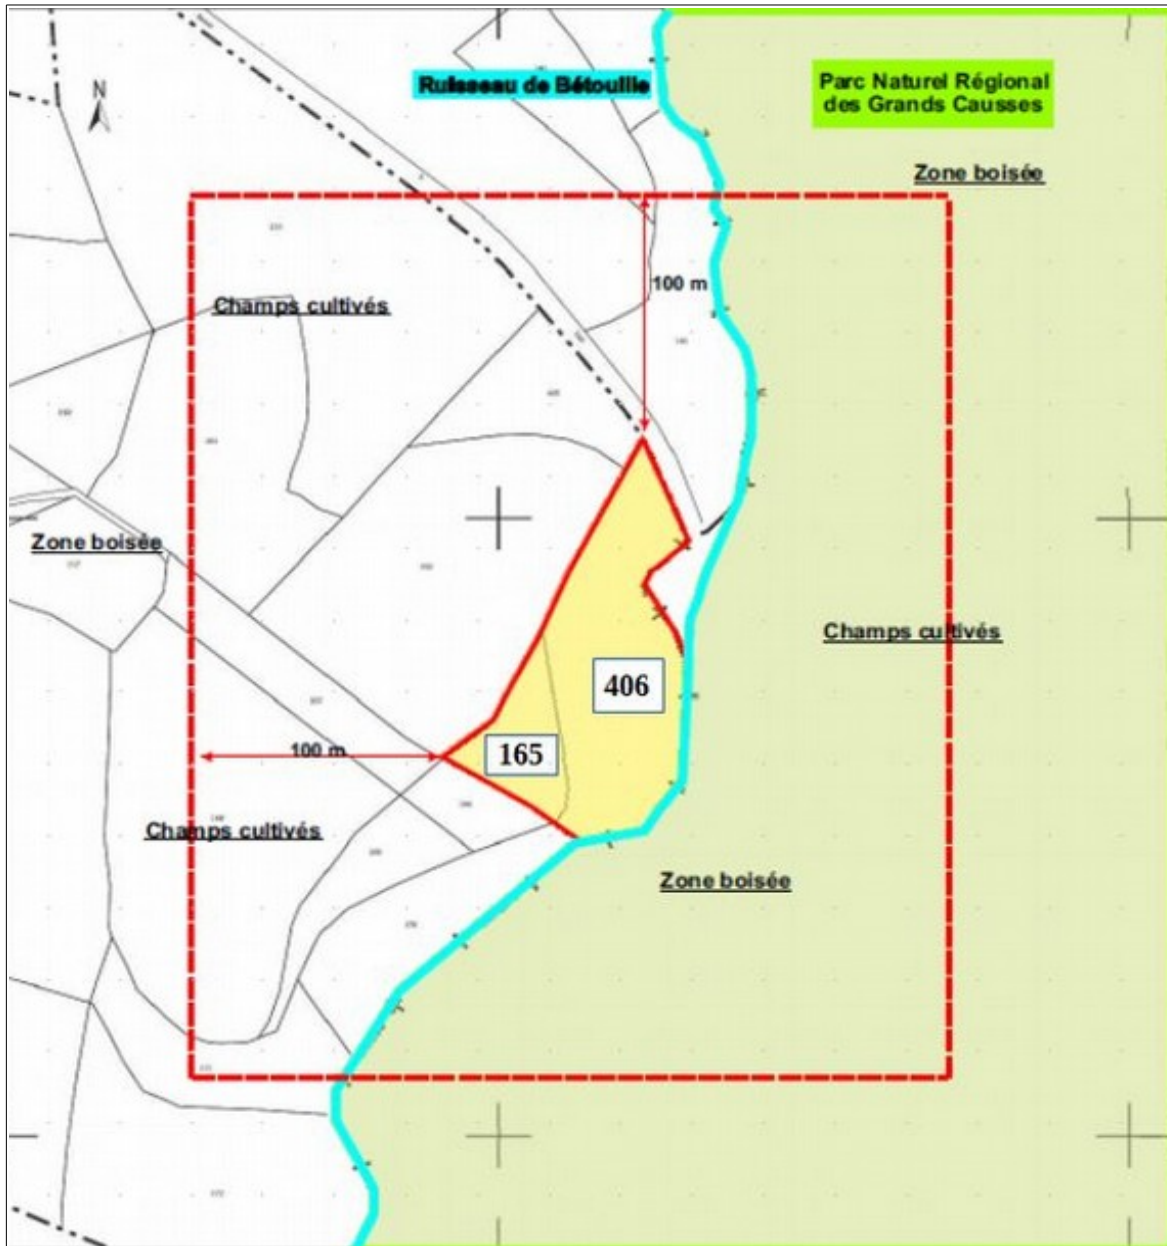 Ruisseau de Bétouille
Parc Naturel Régional
des Grands Causses
N
Zone boisée
100 m
Champs cultivés
Zone boisée
Champs cultivés
406
165
100 m
Champs cultivés
Zone boisée